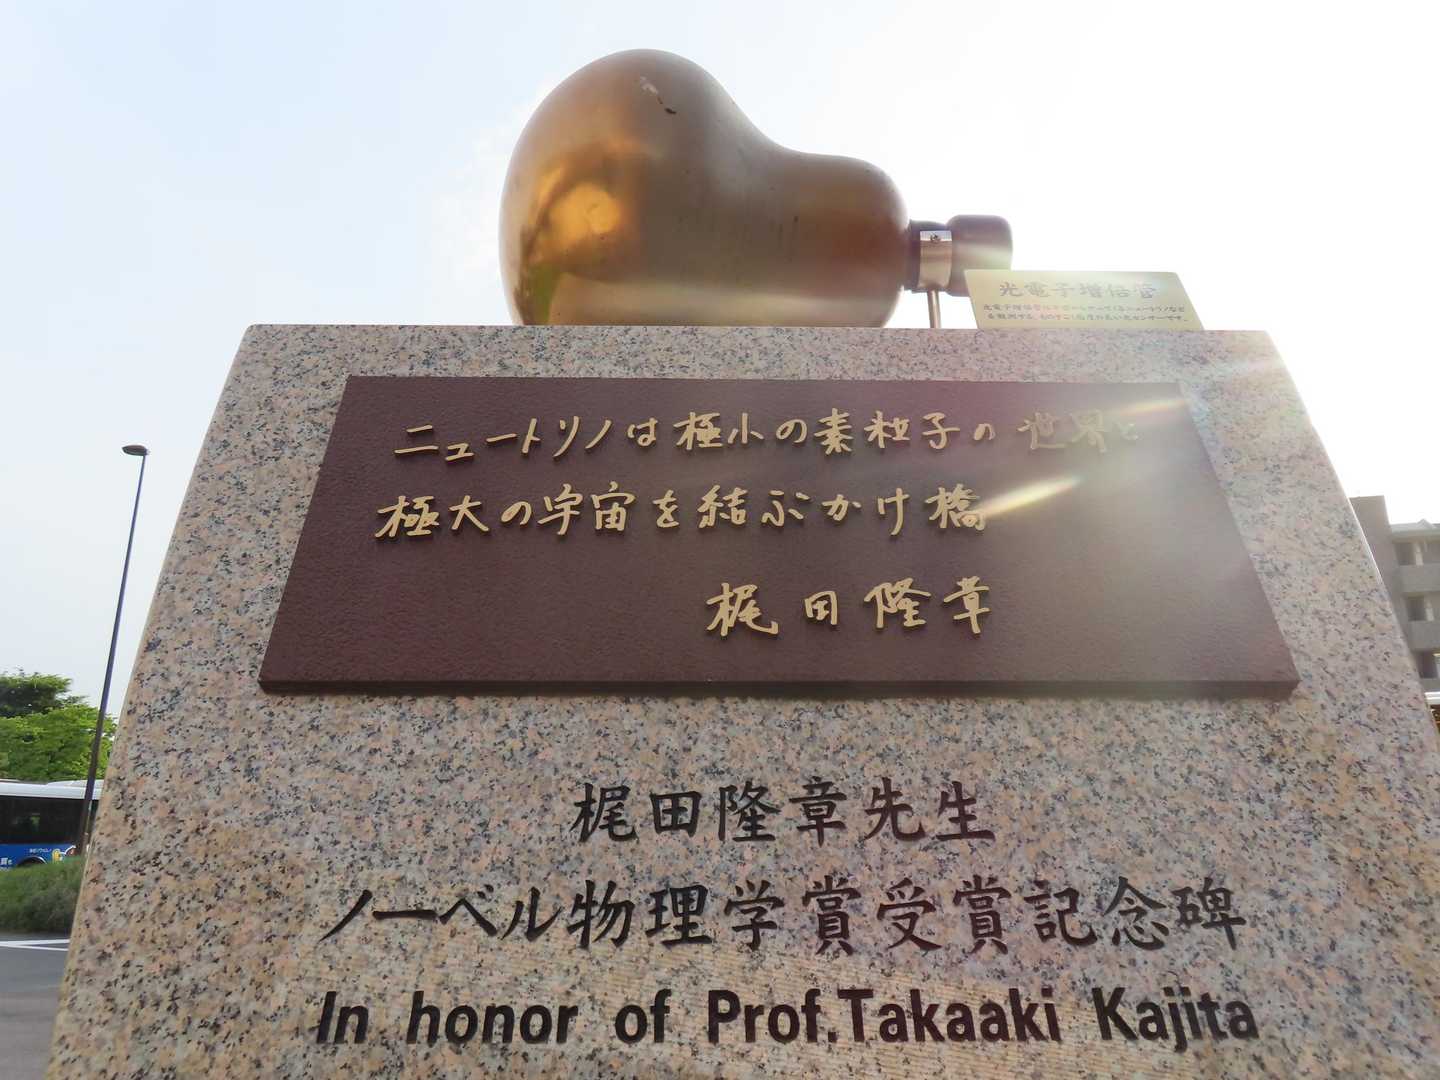 光電子増倍管
ニュートリノは極小の素粒子の世界と
極大の宇宙を結ぶかけ橋
梶田隆章
梶田隆章先生
ノーベル物理学賞受賞記念碑
In honor of Prof.Takaaki Kajita